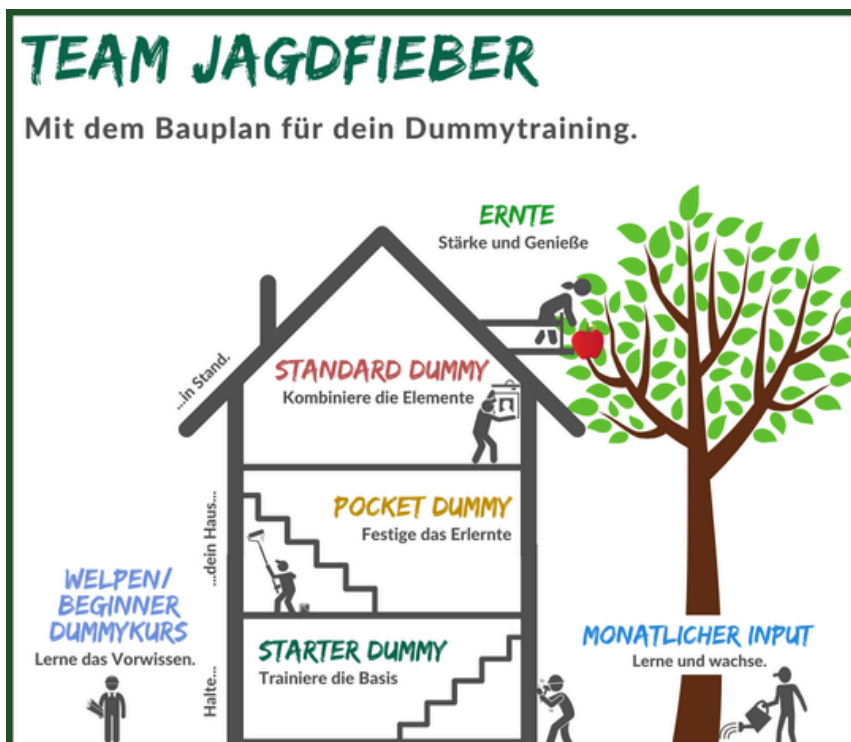 TEAM JAGDFIEBER
Mit dem Bauplan für dein Dummytraining.
ERNTE
Stärke und Genieße
...in Stand.
STANDARD DUMMY
Kombiniere die Elemente
...dein Haus...
POCKET DUMMY
Festige das Erlernte
WELPEN/
BEGINNER
DUMMYKURS
Lerne das Vorwissen.
Halte...
STARTER DUMMY
Trainiere die Basis
MONATLICHER INPUT
Lerne und wachse.